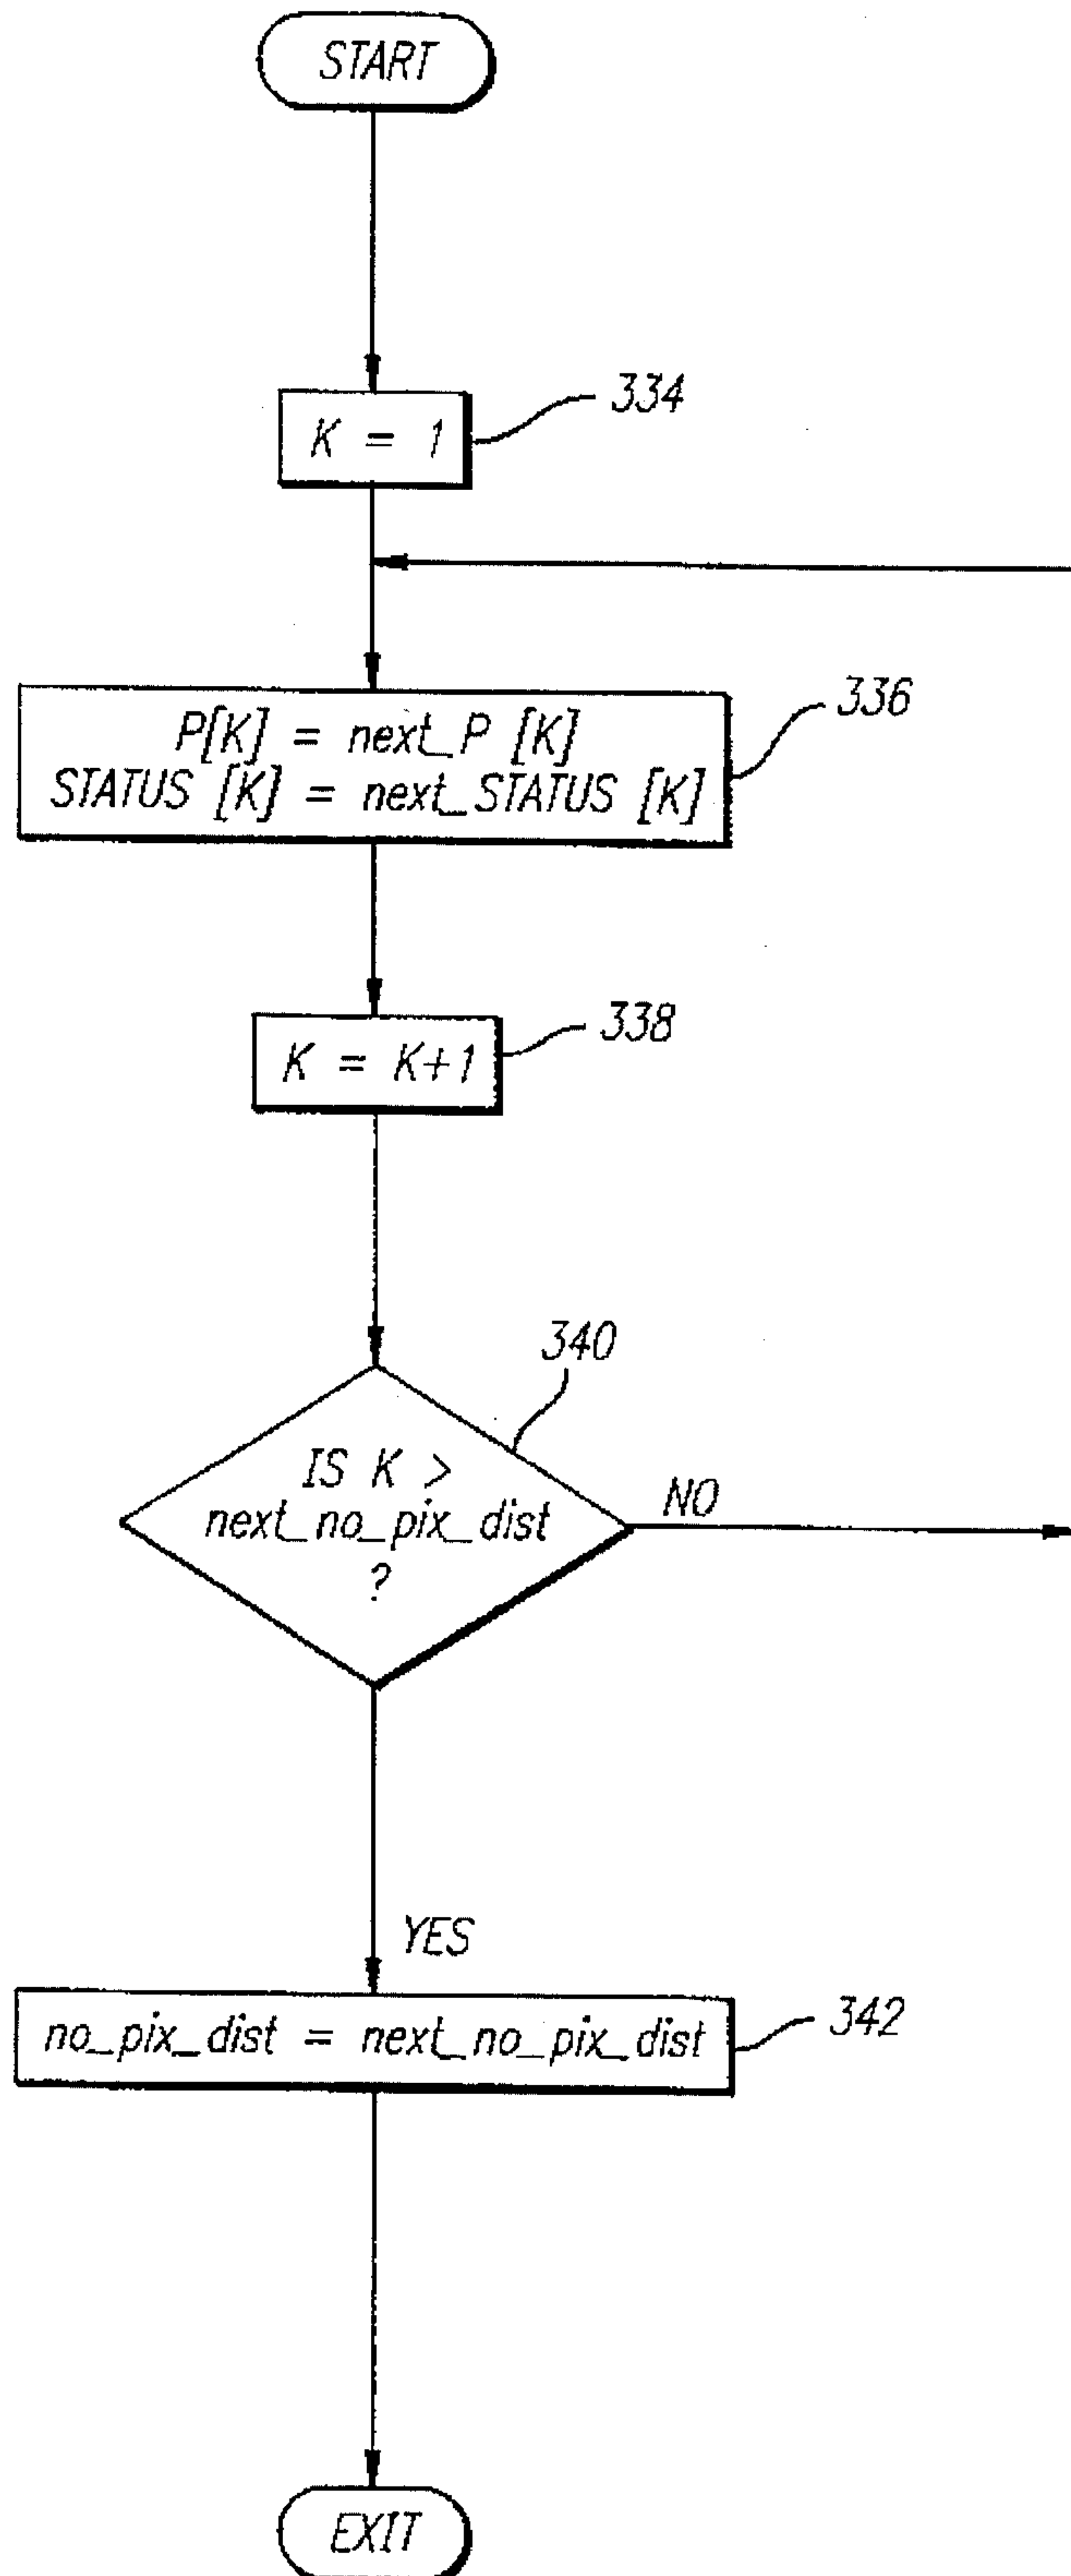 START
K = 1
334
P[K] = next_P [K]
STATUS [K] = next_STATUS [K]
336
K = K+1
338
340
IS K >
next_no_pix_dist
?
NO
YES
no_pix_dist = next_no_pix_dist
342
EXIT